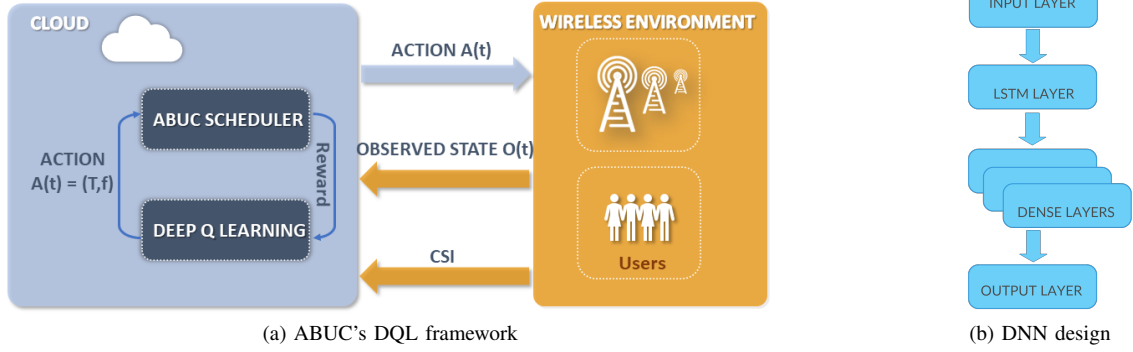 CLOUD
ABUC SCHEDULER
ACTION
A(t) = (T,f)
Reward
DEEP Q LEARNING
ACTION A(t)
OBSERVED STATE O(t)
CSI
WIRELESS ENVIRONMENT
Users
(a) ABUC's DQL framework
INPUT LAYER
LSTM LAYER
DENSE LAYERS
OUTPUT LAYER
(b) DNN design